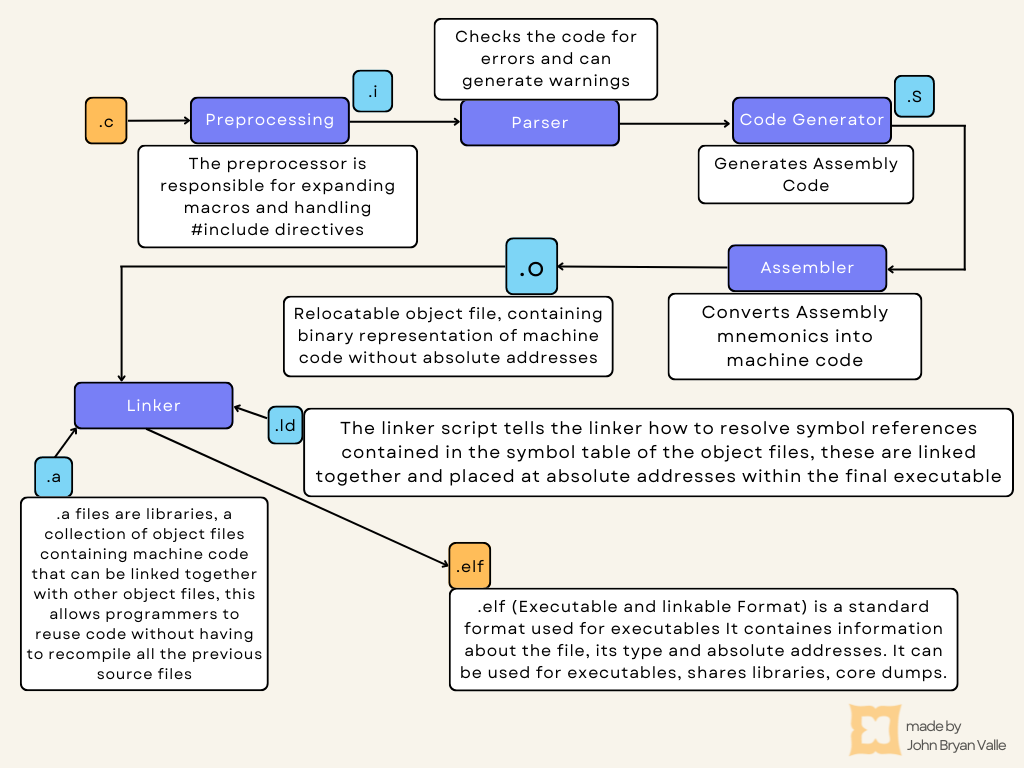 Checks the code for
errors and can
generate warnings
.c
Preprocessing
.i
Parser
Code Generator
.S
The preprocessor is
responsible for expanding
macros and handling
#include directives
Generates Assembly
Code
.o
Assembler
Relocatable object file, containing
binary representation of machine
code without absolute addresses
Converts Assembly
mnemonics into
machine code
Linker
.ld
The linker script tells the linker how to resolve symbol references
contained in the symbol table of the object files, these are linked
together and placed at absolute addresses within the final executable
.a
.a files are libraries, a
collection of object files
containing machine code
that can be linked together
with other object files, this
allows programmers to
reuse code without having
to recompile all the previous
source files
.elf
.elf (Executable and linkable Format) is a standard
format used for executables It containes information
about the file, its type and absolute addresses. It can
be used for executables, shares libraries, core dumps.
made by
John Bryan Valle